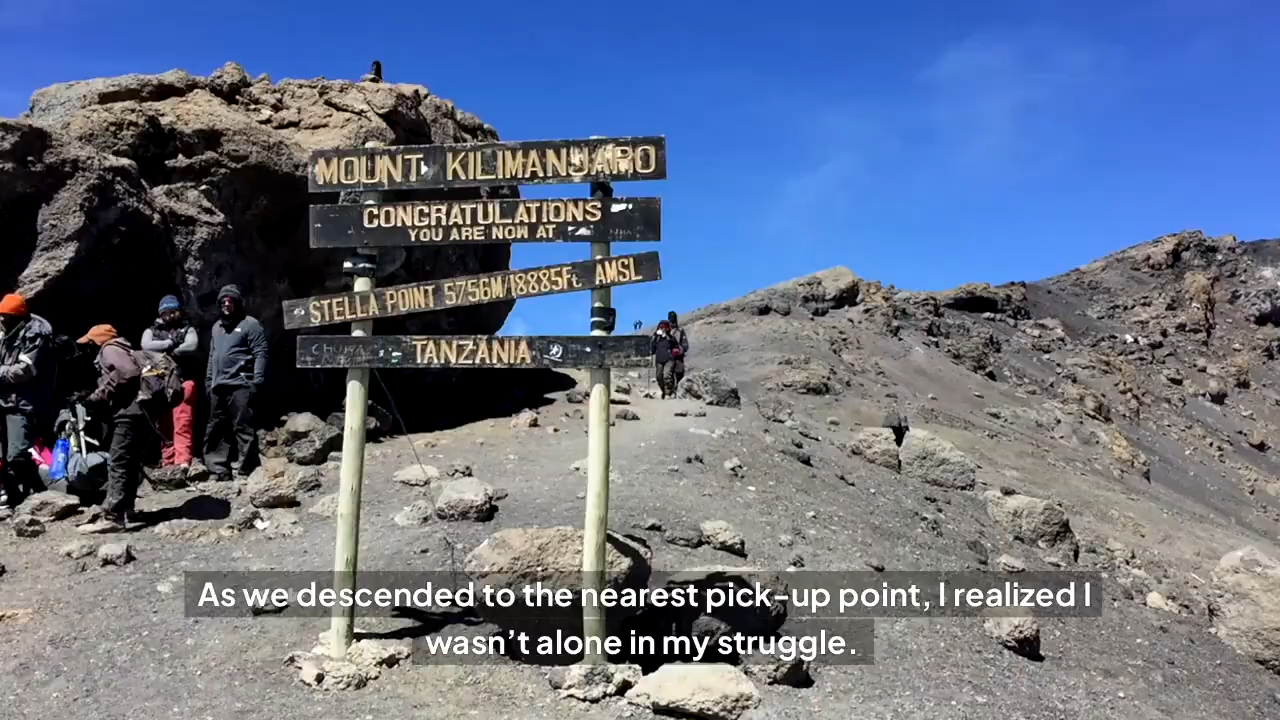 MOUNT KILIMANJARO
CONGRATULATIONS
YOU ARE NOW AT
STELLA POINT 5756M/18885Ft AMSL
TANZANIA
As we descended to the nearest pick-up point, I realized I
wasn't alone in my struggle.